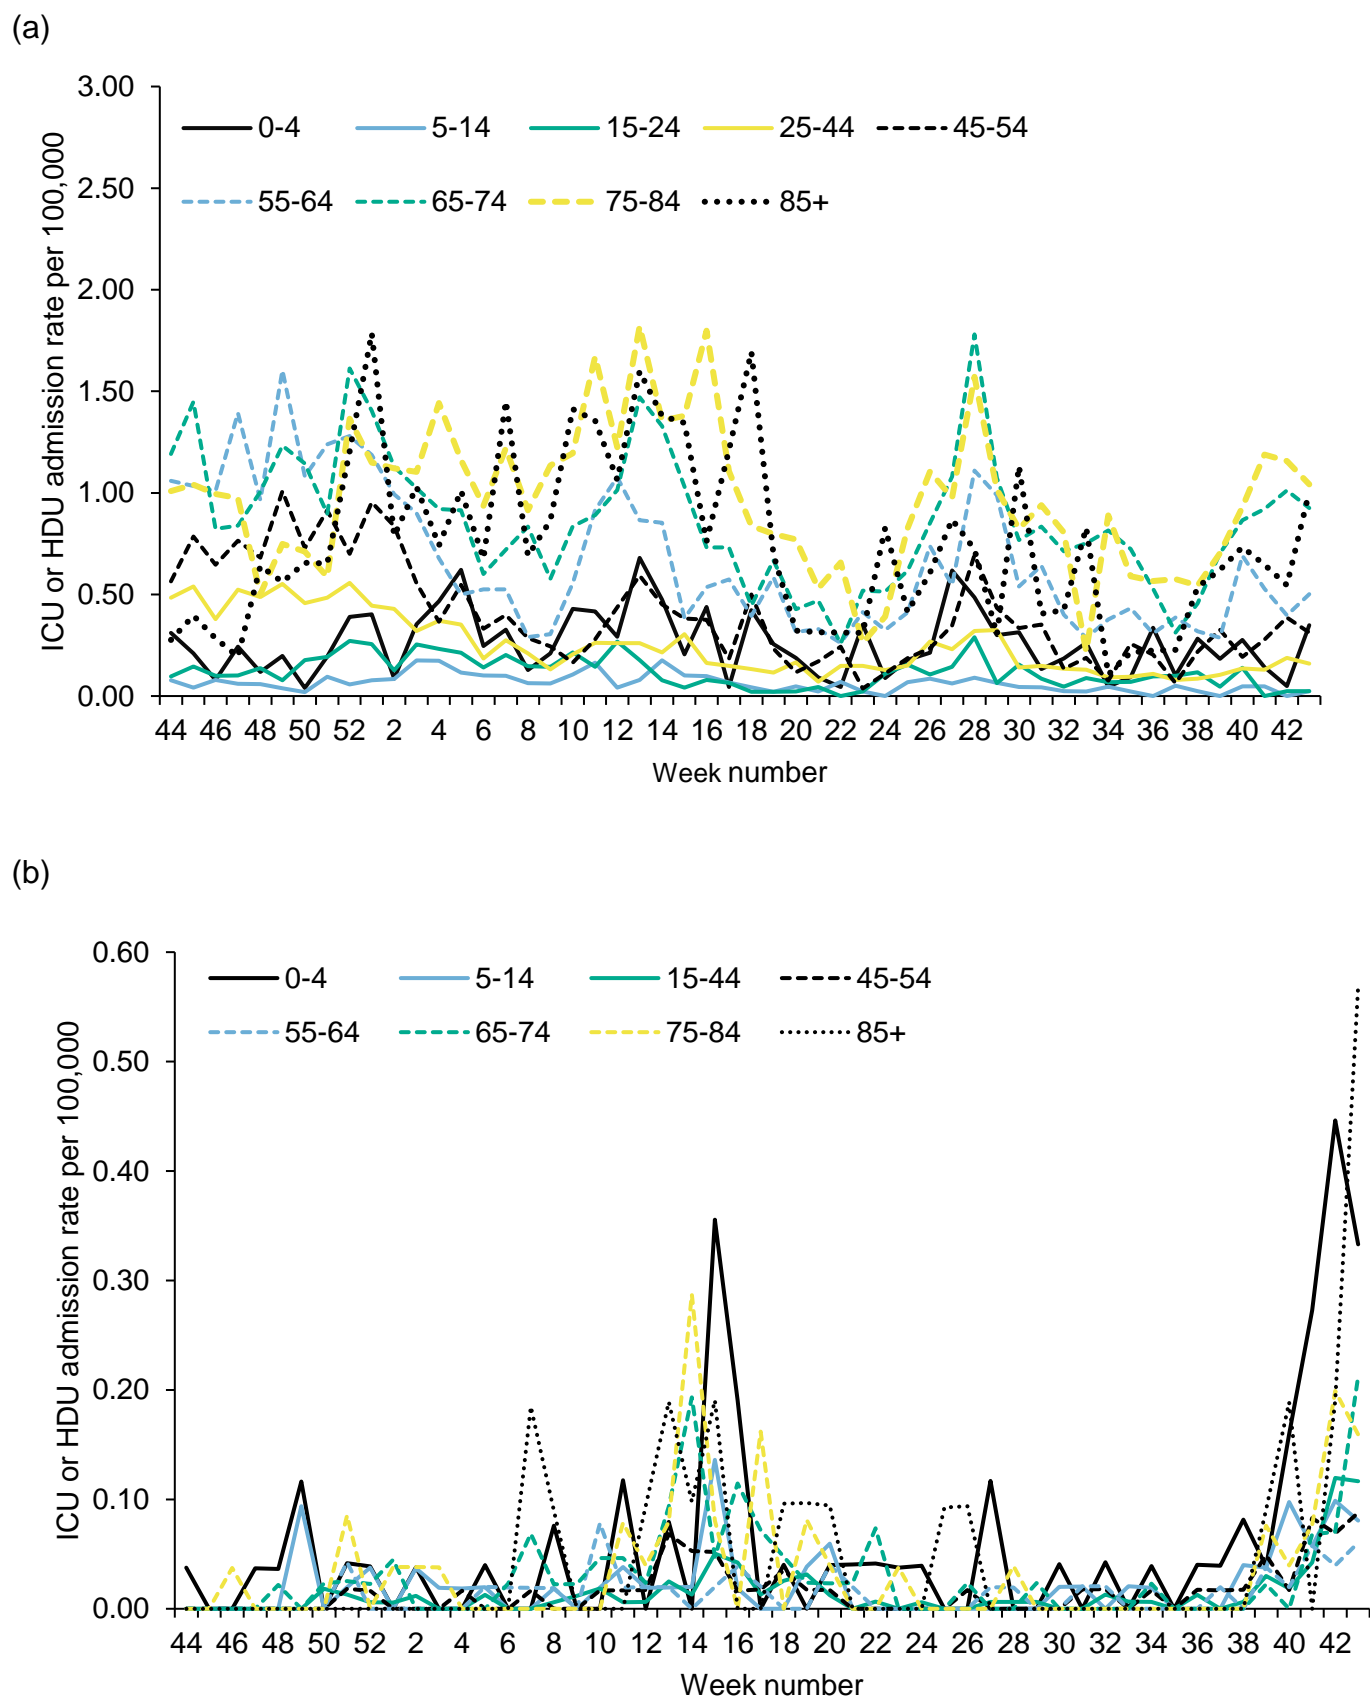 (a)
ICU or HDU admission rate per 100,000
3.00
2.50
2.00
1.50
1.00
0.50
0.00
0-4 5-14 15-24 25-44 45-54
55-64 65-74 75-84 85+
44 46 48 50 52 2 4 6 8 10 12 14 16 18 20 22 24 26 28 30 32 34 36 38 40 42
Week number
(b)
ICU or HDU admission rate per 100,000
0.60
0.50
0.40
0.30
0.20
0.10
0.00
0-4 5-14 15-44 45-54
55-64 65-74 75-84 85+
44 46 48 50 52 2 4 6 8 10 12 14 16 18 20 22 24 26 28 30 32 34 36 38 40 42
Week number